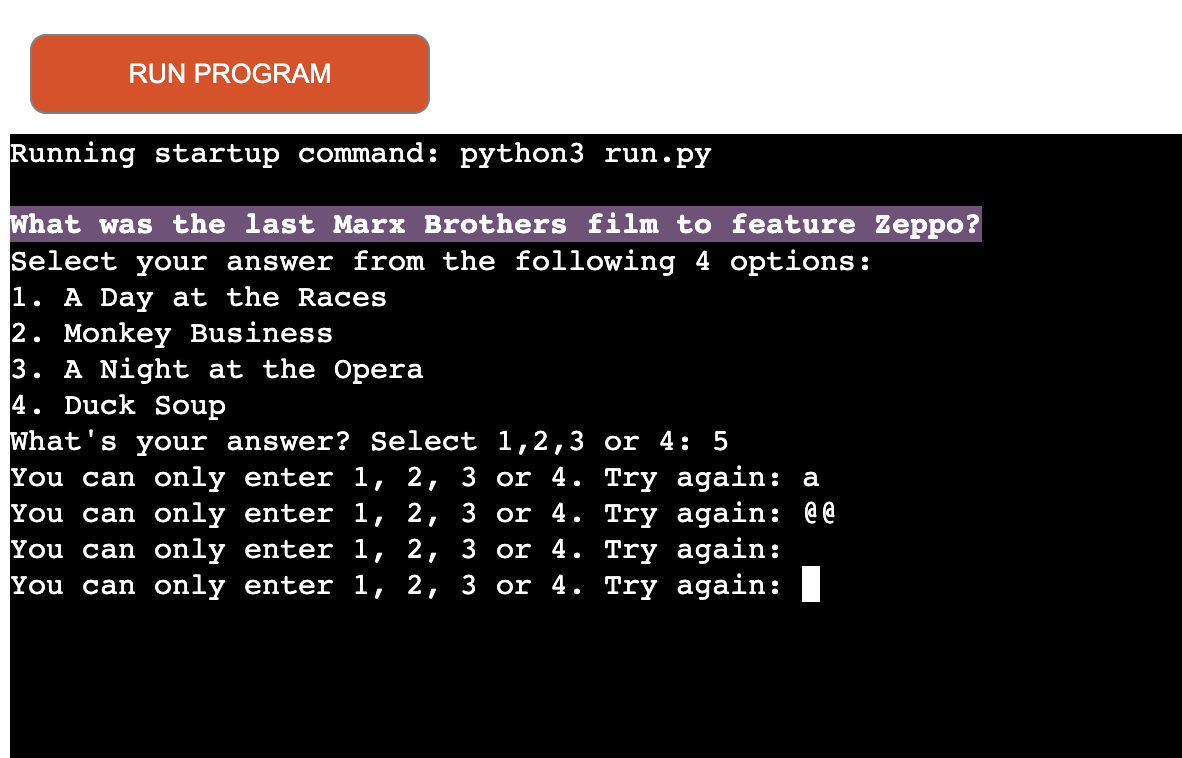 RUN PROGRAM
Running startup command: python3 run.py
What was the last Marx Brothers film to feature Zeppo?
Select your answer from the following 4 options:
1. A Day at the Races
2. Monkey Business
3. A Night at the Opera
4. Duck Soup
What's your answer? Select 1,2,3 or 4: 5
You can only enter 1, 2, 3 or 4. Try again: a
You can only enter 1, 2, 3 or 4. Try again: @@
You can only enter 1, 2, 3 or 4. Try again:
You can only enter 1, 2, 3 or 4. Try again: